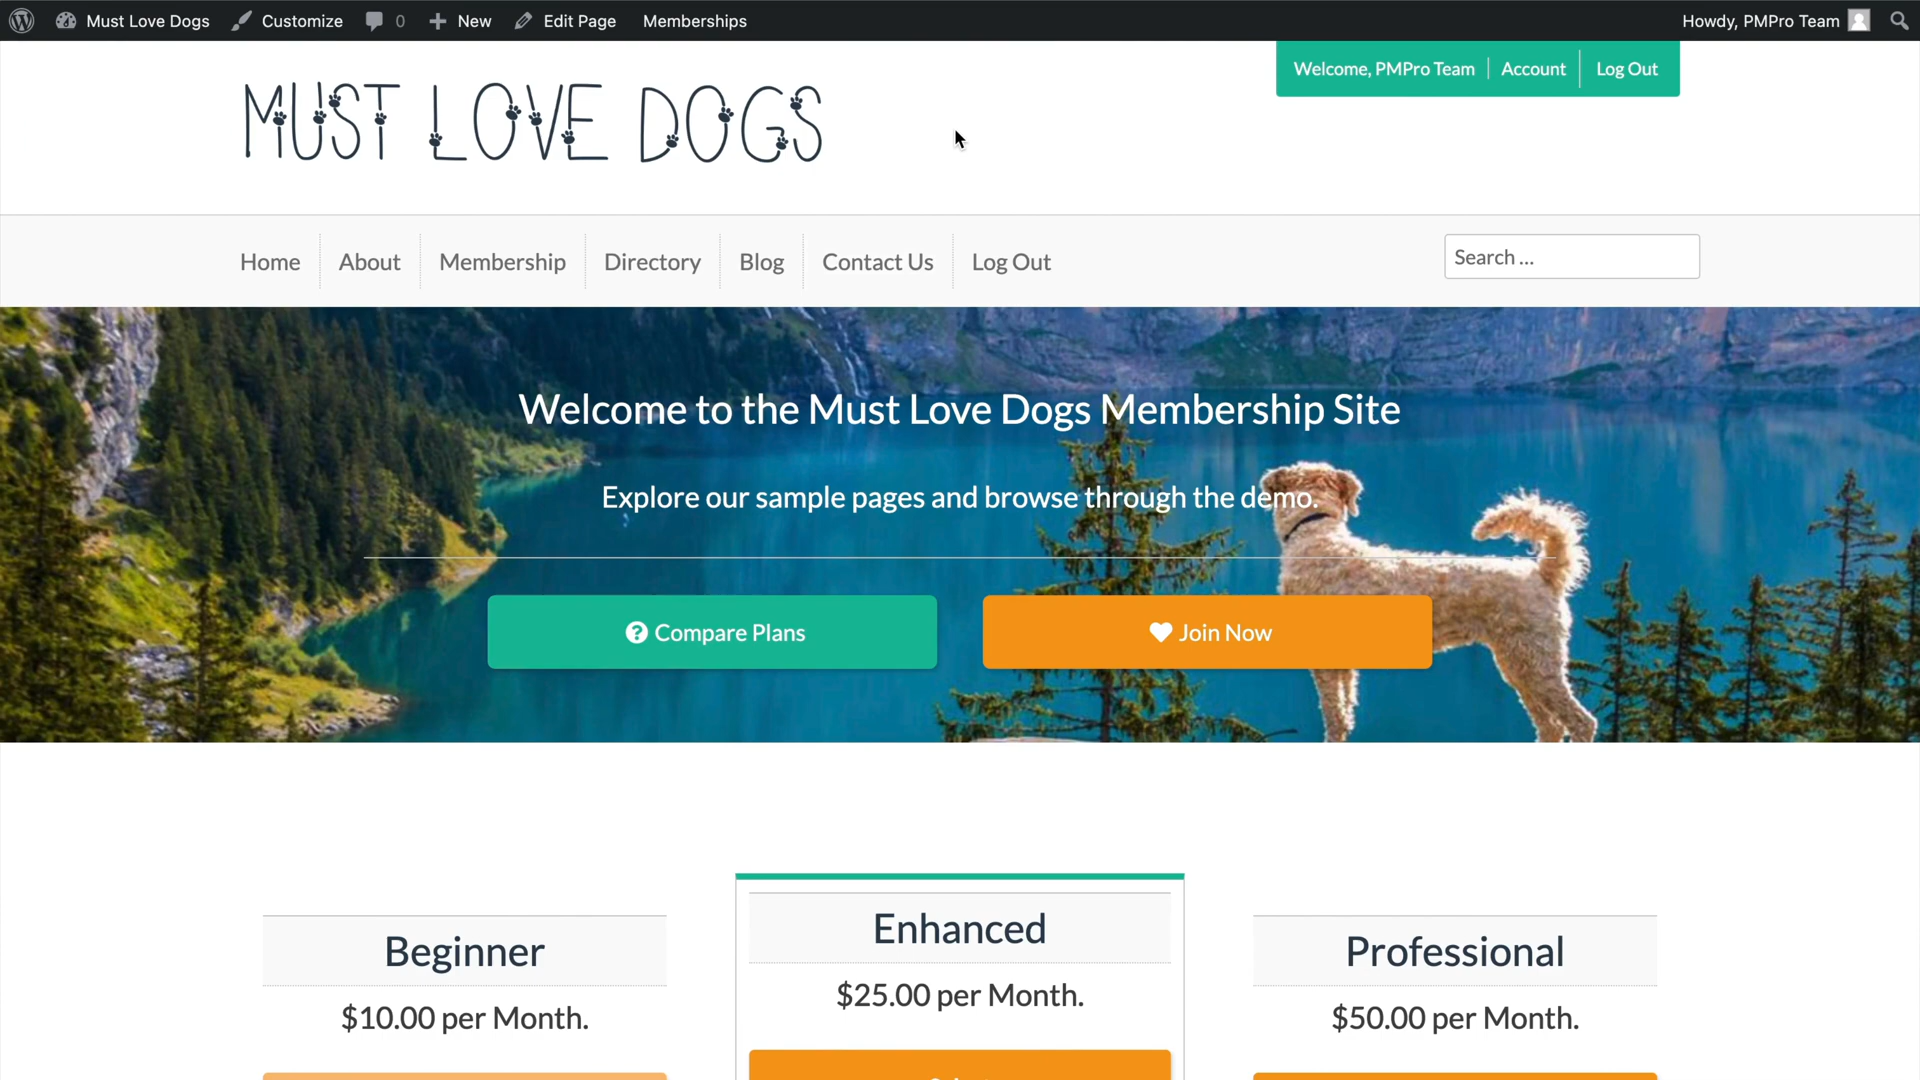 Must Love Dogs Customize 0 New Edit Page Memberships Howdy, PMPro Team
Welcome, PMPro Team Account Log Out
MUST LOVE DOGS
Home About Membership Directory Blog Contact Us Log Out Search ...
Welcome to the Must Love Dogs Membership Site
Explore our sample pages and browse through the demo.
Compare Plans Join Now
Beginner Enhanced Professional
$10.00 per Month. $25.00 per Month. $50.00 per Month.